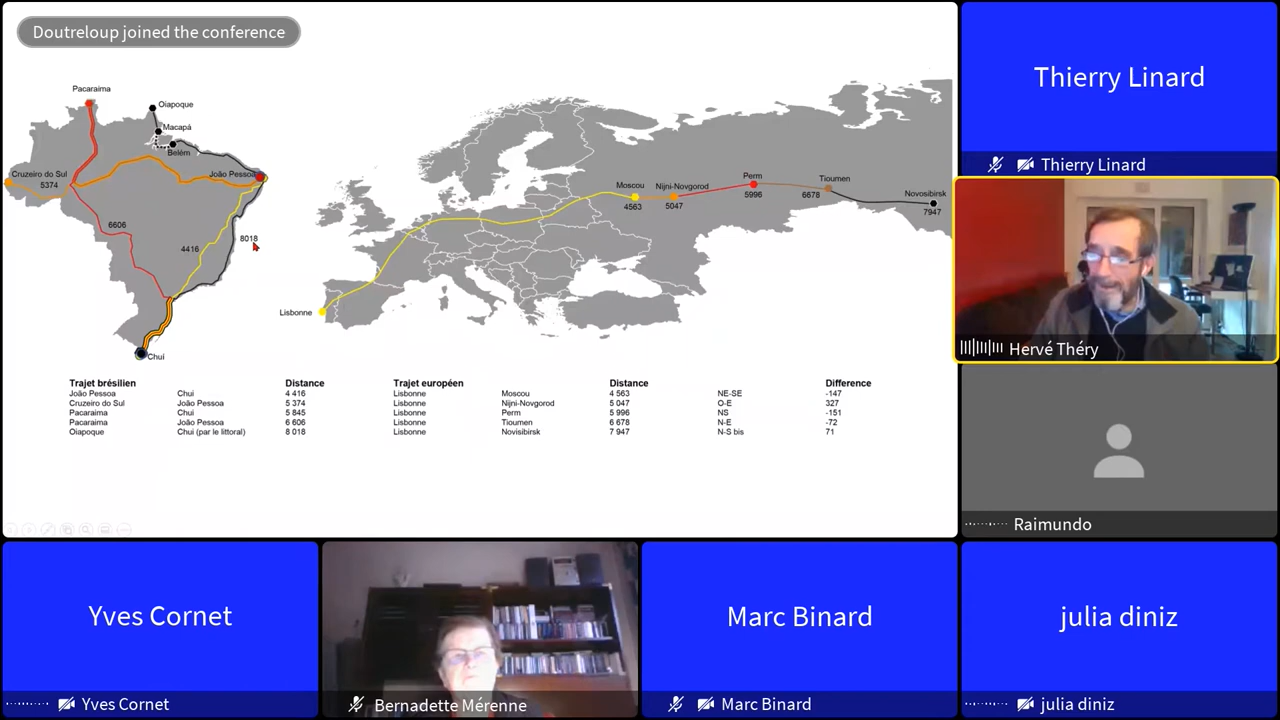 Doutreloup joined the conference
Pacaraima
Oiapoque
Macapá
Belém
Cruzeiro do Sul
5374
João Pessoa
6606
8018
4416
Chuí
Lisbonne
Moscou
4563
Nijni-Novgorod
5047
Perm
5996
Tioumen
6678
Novosibirsk
7947
Trajet brésilien Distance Trajet européen Distance Difference
João Pessoa Chui 4 416 Lisbonne Moscou 4 563 NE-SE -147
Cruzeiro do Sul João Pessoa 5 374 Lisbonne Nijni-Novgorod 5 047 O-E 327
Pacaraima Chui 5 845 Lisbonne Perm 5 996 NS -151
Pacaraima João Pessoa 6 606 Lisbonne Tioumen 6 678 N-E -72
Oiapoque Chui (par le littoral) 8 018 Lisbonne Novisibirsk 7 947 N-S bis 71
Thierry Linard
Thierry Linard
Hervé Théry
Raimundo
Yves Cornet
Yves Cornet
Bernadette Mérenne
Marc Binard
Marc Binard
julia diniz
julia diniz